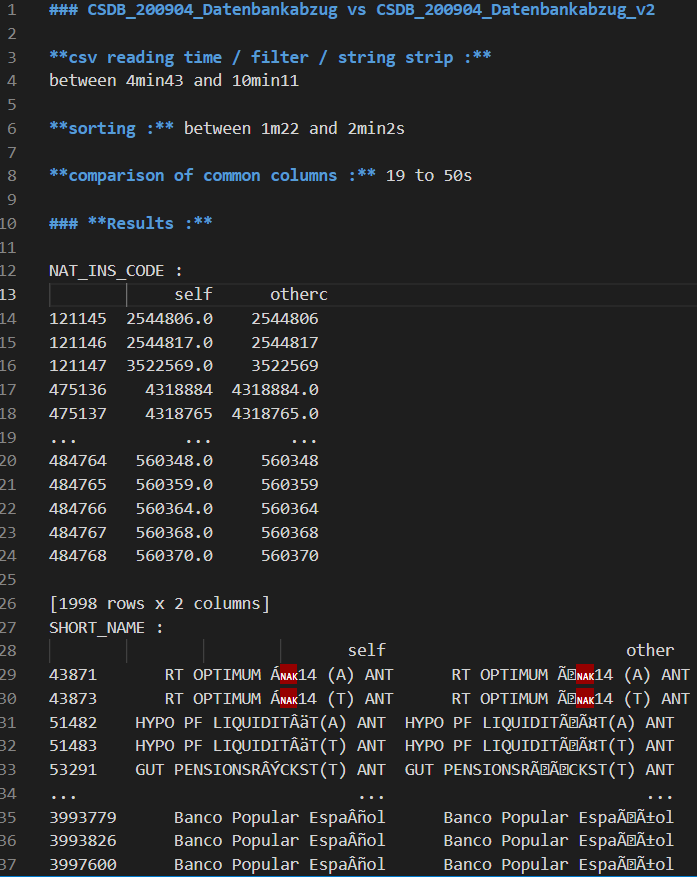 1 ### CSDB_200904_Datenbankabzug vs CSDB_200904_Datenbankabzug_v2
2
3 **csv reading time / filter / string strip :**
4 between 4min43 and 10min11
5
6 **sorting :** between 1m22 and 2min2s
7
8 **comparison of common columns :** 19 to 50s
9
10 ### **Results :**
11
12 NAT_INS_CODE :
13 self otherc
14 121145 2544806.0 2544806
15 121146 2544817.0 2544817
16 121147 3522569.0 3522569
17 475136 4318884 4318884.0
18 475137 4318765 4318765.0
19 ... ... ...
20 484764 560348.0 560348
21 484765 560359.0 560359
22 484766 560364.0 560364
23 484767 560368.0 560368
24 484768 560370.0 560370
25
26 [1998 rows x 2 columns]
27 SHORT_NAME :
28 self other
29 43871 RT OPTIMUM ÁNAK14 (A) ANT RT OPTIMUM Ã⍰NAK14 (A) ANT
30 43873 RT OPTIMUM ÁNAK14 (T) ANT RT OPTIMUM Ã⍰NAK14 (T) ANT
31 51482 HYPO PF LIQUIDITÂäT(A) ANT HYPO PF LIQUIDITÃ⍰Ã¤T(A) ANT
32 51483 HYPO PF LIQUIDITÂäT(T) ANT HYPO PF LIQUIDITÃ⍰Ã¤T(T) ANT
33 53291 GUT PENSIONSRÂÝCKST(T) ANT GUT PENSIONSRÃ⍰Ã⍰CKST(T) ANT
34 ... ... ...
35 3993779 Banco Popular EspaÂñol Banco Popular EspaÃ⍰Ã±ol
36 3993826 Banco Popular EspaÂñol Banco Popular EspaÃ⍰Ã±ol
37 3997600 Banco Popular EspaÂñol Banco Popular EspaÃ⍰Ã±ol